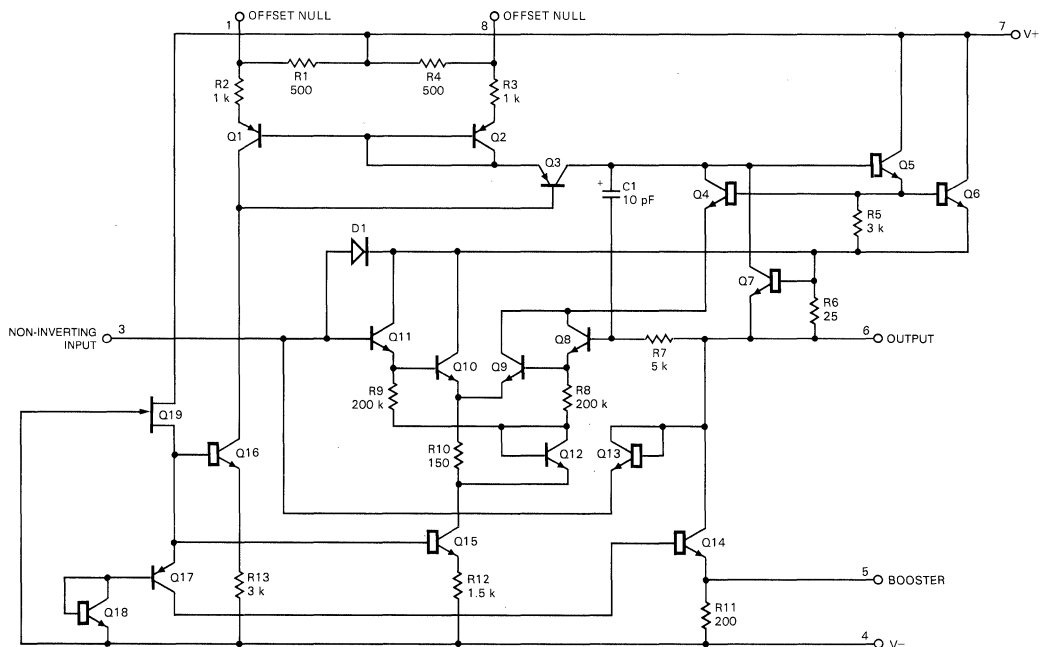 OFFSET NULL
1
OFFSET NULL
8
7
V+
R1
500
R4
500
R2
1 k
R3
1 k
Q1
Q2
Q3
Q5
+
C1
10 pF
Q4
Q6
R5
3 k
D1
Q7
R6
25
NON-INVERTING
INPUT
3
Q11
Q8
6
OUTPUT
R7
5 k
Q10
Q9
R9
200 k
R8
200 k
Q19
Q16
R10
150
Q12
Q13
Q15
Q14
Q17
R13
3 k
R12
1.5 k
5
BOOSTER
Q18
R11
200
4
V–